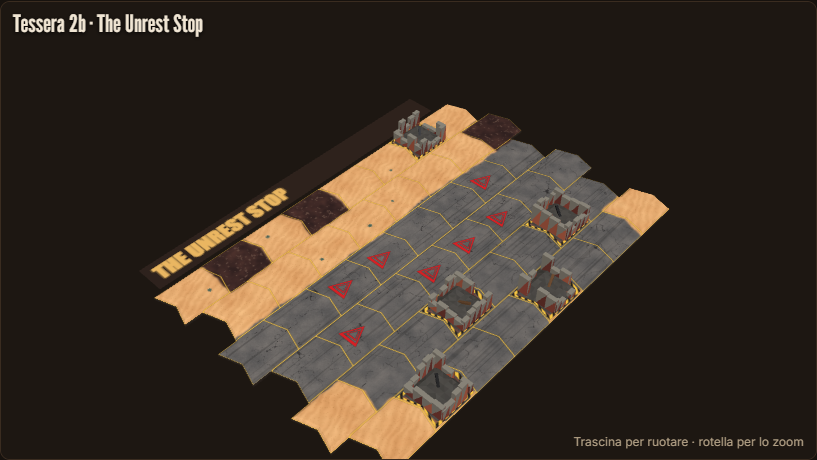 Tessera 2b · The Unrest Stop
THE UNREST STOP
Trascina per ruotare · rotella per lo zoom